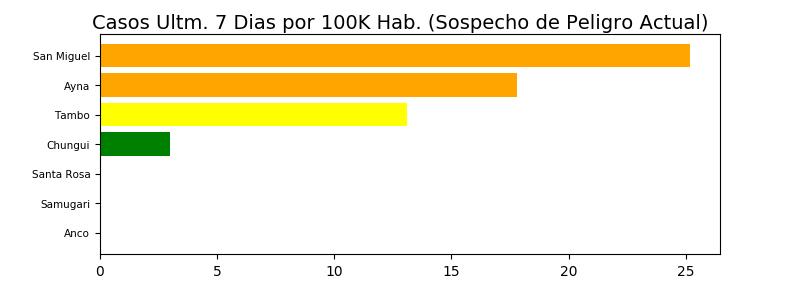 Casos Ultm. 7 Dias por 100K Hab. (Sospecho de Peligro Actual)
San Miguel
Ayna
Tambo
Chungui
Santa Rosa
Samugari
Anco
0 5 10 15 20 25